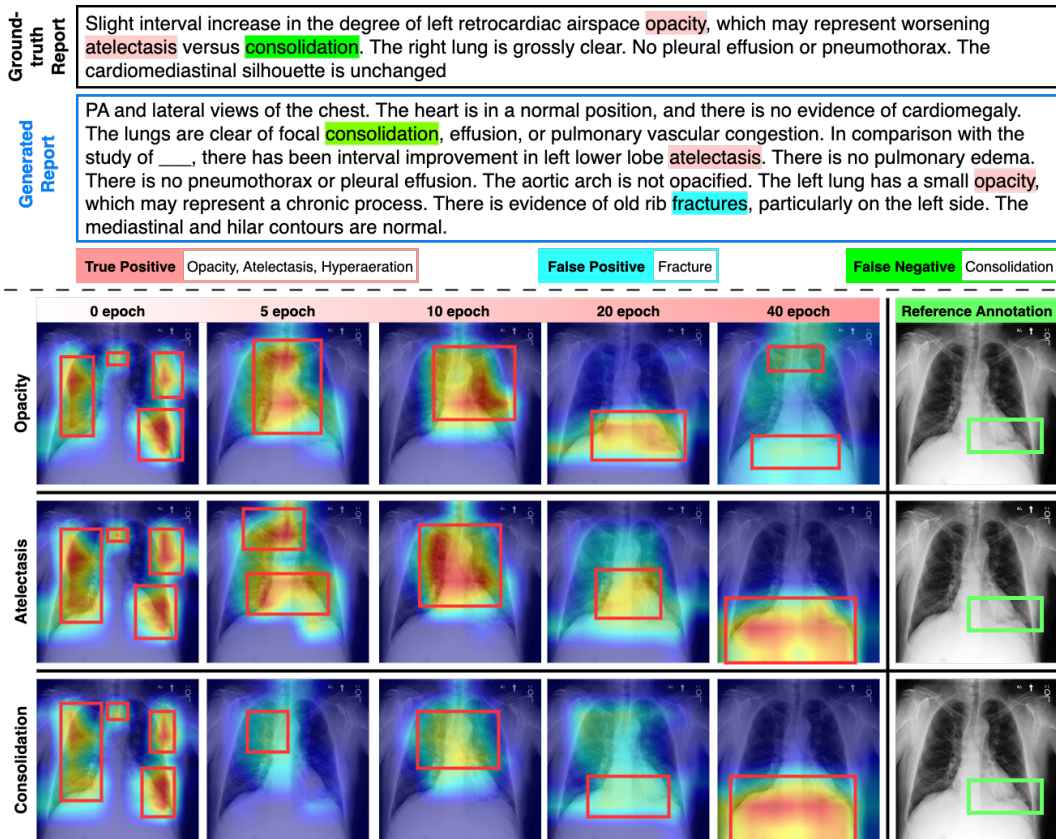 Ground-
truth
Report
Slight interval increase in the degree of left retrocardiac airspace opacity, which may represent worsening
atelectasis versus consolidation. The right lung is grossly clear. No pleural effusion or pneumothorax. The
cardiomediastinal silhouette is unchanged
Generated
Report
PA and lateral views of the chest. The heart is in a normal position, and there is no evidence of cardiomegaly.
The lungs are clear of focal consolidation, effusion, or pulmonary vascular congestion. In comparison with the
study of ___, there has been interval improvement in left lower lobe atelectasis. There is no pulmonary edema.
There is no pneumothorax or pleural effusion. The aortic arch is not opacified. The left lung has a small opacity,
which may represent a chronic process. There is evidence of old rib fractures, particularly on the left side. The
mediastinal and hilar contours are normal.
True Positive Opacity, Atelectasis, Hyperaeration False Positive Fracture False Negative Consolidation
0 epoch 5 epoch 10 epoch 20 epoch 40 epoch Reference Annotation
Opacity
Atelectasis
Consolidation